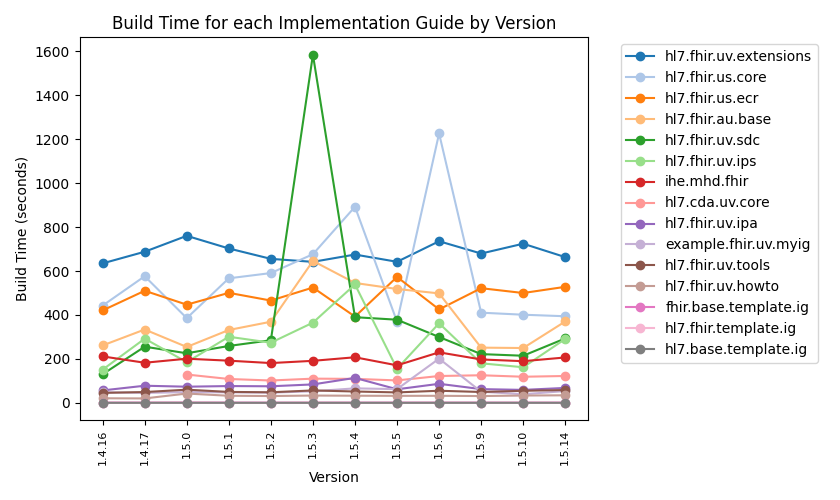 Build Time for each Implementation Guide by Version
1600
1400
1200
1000
800
600
400
200
0
Build Time (seconds)
1.4.16
1.4.17
1.5.0
1.5.1
1.5.2
1.5.3
1.5.4
1.5.5
1.5.6
1.5.9
1.5.10
1.5.14
Version
hl7.fhir.uv.extensions
hl7.fhir.us.core
hl7.fhir.us.ecr
hl7.fhir.au.base
hl7.fhir.uv.sdc
hl7.fhir.uv.ips
ihe.mhd.fhir
hl7.cda.uv.core
hl7.fhir.uv.ipa
example.fhir.uv.myig
hl7.fhir.uv.tools
hl7.fhir.uv.howto
fhir.base.template.ig
hl7.fhir.template.ig
hl7.base.template.ig